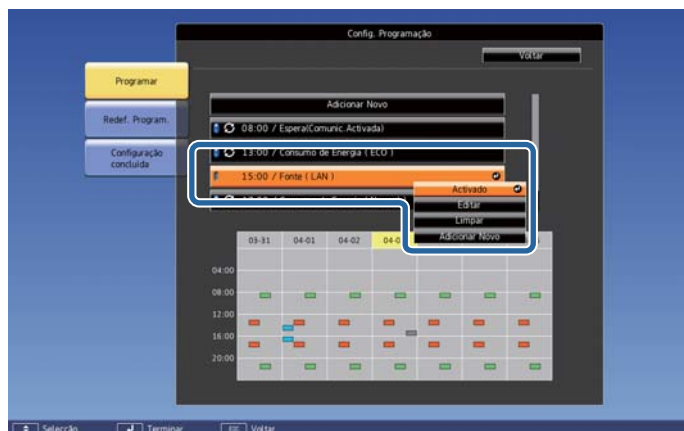 Config. Programação
Voltar
Programar
Redef. Program.
Configuração
concluída
Adicionar Novo
08:00 / Espera(Comunic.Activada)
13:00 / Consumo de Energia ( ECO )
15:00 / Fonte ( LAN )
Activado
Editar
Limpar
Adicionar Novo
03-31 04-01 04-02
04:00
08:00
12:00
16:00
20:00
Selecção Terminar Voltar